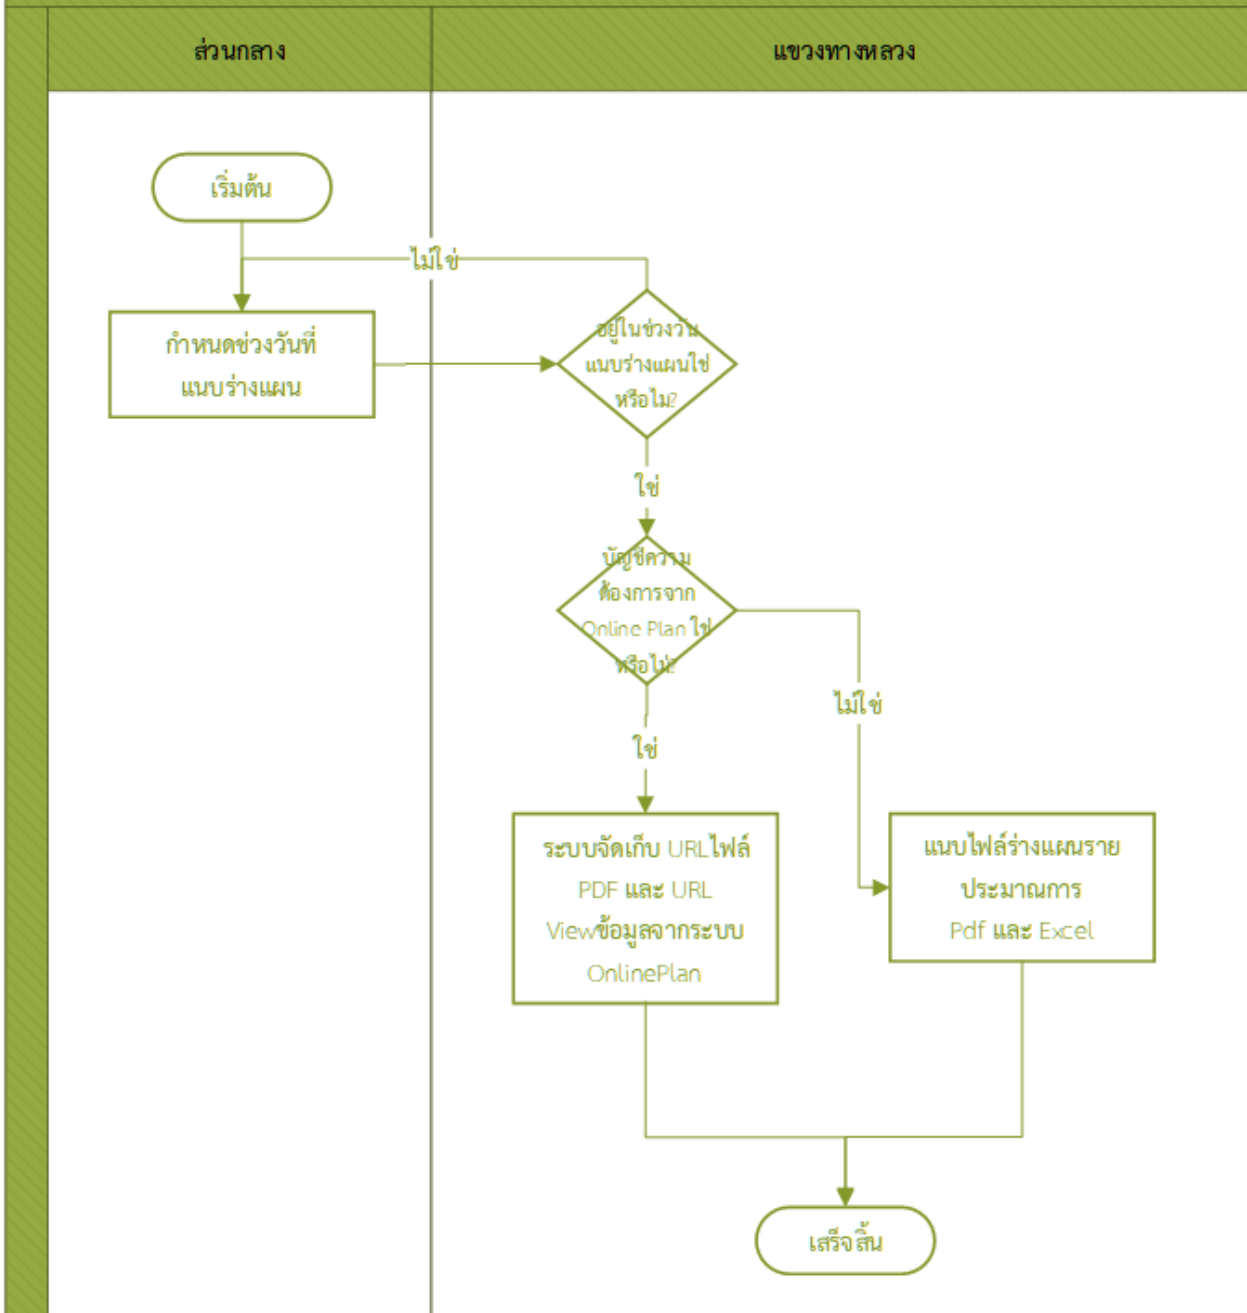 ส่วนกลาง
แขวงทางหลวง
เริ่มต้น
ไม่ใช่
กำหนดช่วงวันที่
แนบร่างแผน
อยู่ในช่วงวัน
แนบร่างแผนใช่
หรือไม?
ใช่
บัญชีความ
ต้องการจาก
Online Plan ใช่
หรือไม่?
ไม่ใช่
ใช่
ระบบจัดเก็บ URLไฟล์
PDF และ URL
Viewข้อมูลจากระบบ
OnlinePlan
แนบไฟล์ร่างแผนราย
ประมาณการ
Pdf และ Excel
เสร็จสิ้น